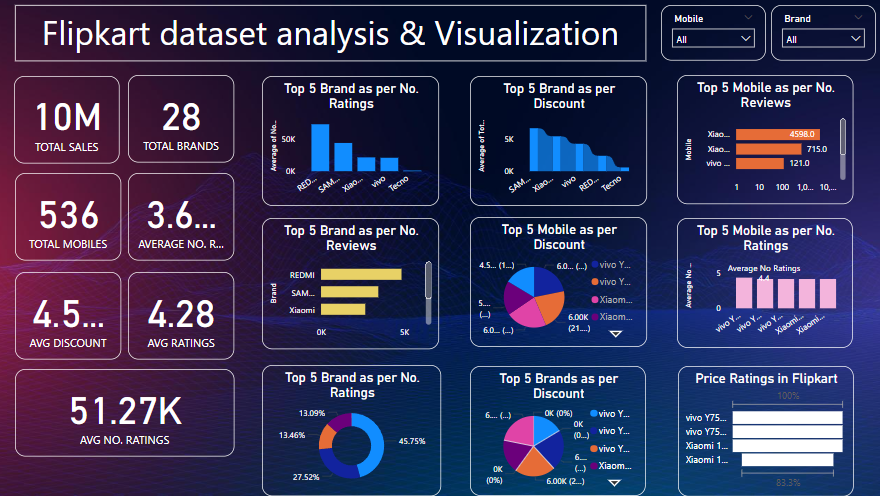 Flipkart dataset analysis & Visualization
Mobile
All
Brand
All
10M
TOTAL SALES
28
TOTAL BRANDS
536
TOTAL MOBILES
3.6...
AVERAGE NO. R...
4.5...
AVG DISCOUNT
4.28
AVG RATINGS
51.27K
AVG NO. RATINGS
Top 5 Brand as per No.
Ratings
Average of No...
50K
0K
RED...
SAM...
Xiao...
vivo
Tecno
Top 5 Brand as per
Discount
Average of Tot...
5K
0K
SAM...
Xiao...
vivo
RED...
Tecno
Top 5 Mobile as per No.
Reviews
Mobile
Xiao...
4598.0
Xiao...
715.0
vivo ...
121.0
1
10
100
1,0...
10,...
Top 5 Brand as per No.
Reviews
Brand
REDMI
SAM...
Xiaomi
0K
5K
Top 5 Mobile as per
Discount
4.5... (1...)
6.0... (...)
5....
(...)
6.0... (...)
6.00K
(21....)
vivo Y...
vivo Y...
Xiaom...
Xiaom...
Top 5 Mobile as per No.
Ratings
Average No ...
Average No Ratings
4.4
5
0
vivo Y...
vivo Y...
vivo Y...
Xiaomi...
Xiaomi...
Top 5 Brand as per No.
Ratings
13.09%
13.46%
45.75%
27.52%
Top 5 Brands as per
Discount
6.... (...)
0K (0%)
0K
(0...)
6....
(...)
0K
(0%)
6.00K (2...)
vivo Y...
vivo Y...
vivo Y...
Xiaom...
Price Ratings in Flipkart
100%
vivo Y75...
vivo Y75...
Xiaomi 1...
Xiaomi 1...
83.3%